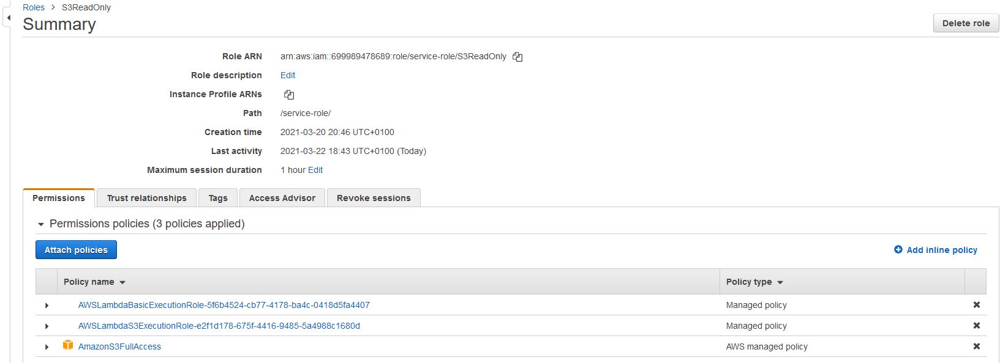 Roles > S3ReadOnly
Summary
Delete role
Role ARN arn:aws:iam::699989478689:role/service-role/S3ReadOnly
Role description Edit
Instance Profile ARNs
Path /service-role/
Creation time 2021-03-20 20:46 UTC+0100
Last activity 2021-03-22 18:43 UTC+0100 (Today)
Maximum session duration 1 hour Edit
Permissions Trust relationships Tags Access Advisor Revoke sessions
Permissions policies (3 policies applied)
Attach policies Add inline policy
Policy name Policy type
AWSLambdaBasicExecutionRole-5f6b4524-cb77-4178-ba4c-0418d5fa4407 Managed policy
AWSLambdaS3ExecutionRole-e2f1d178-675f-4416-9485-5a4988c1680d Managed policy
AmazonS3FullAccess AWS managed policy